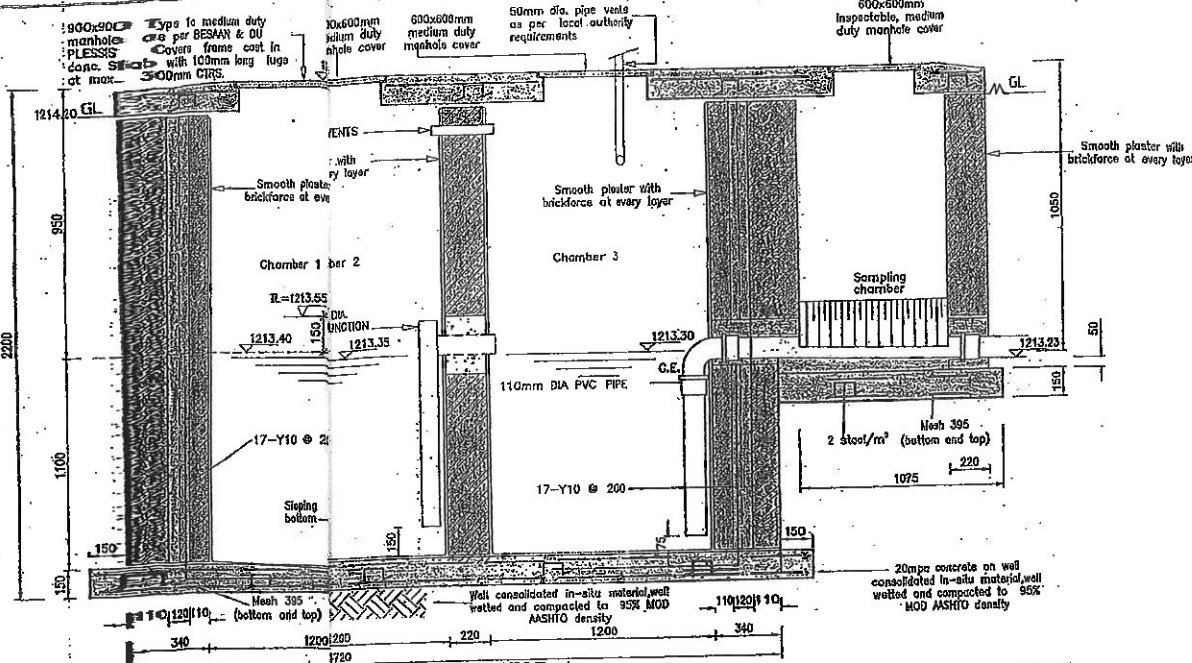 900x900 Type 10 medium duty
manhole as per BESAAN & DU
PLESSIS Covers frame cast in
conc. Slab with 100mm long lugs
at max 300mm CTRS.
600x600mm
medium duty
manhole cover
50mm dia. pipe vents
as per local authority
requirements
600x600mm
Inspectable, medium
duty manhole cover
GL
1214.20 GL
VENTS
Smooth plaster with
brickforce at every layer
Smooth plaster with
brickforce at every layer
950
1050
2200
Chamber 1
ber 2
Chamber 3
Sampling
chamber
IL=1213.55
DIA.
JUNCTION
150
1213.40
1213.35
1213.30
1213.23
50
150
G.E.
110mm DIA PVC PIPE
Mesh 395
2 stool/m³ (bottom and top)
220
1075
17-Y10 @
1100
17-Y10 @ 200
Sloping
bottom
150
150
75
150
150
Mesh 395
(bottom and top)
Well consolidated in-situ material,well
wetted and compacted to 95% MOD
AASHTO density
20mpa concrete on well
consolidated in-situ material,well
wetted and compacted to 95%
MOD AASHTO density
110 120 110
110 120 110
340
1200
200
220
1200
340